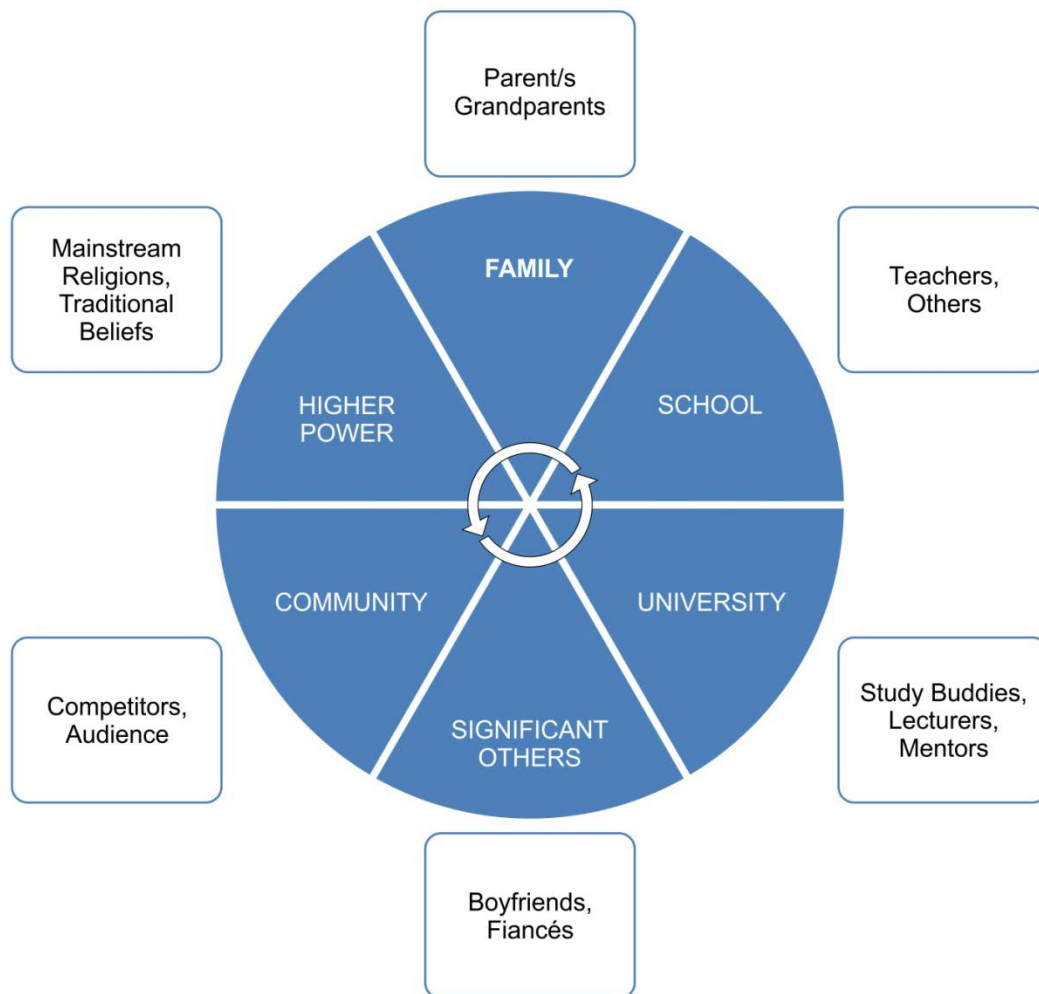 Parent/s
Grandparents
Mainstream
Religions,
Traditional
Beliefs
FAMILY
Teachers,
Others
HIGHER
POWER
SCHOOL
COMMUNITY
UNIVERSITY
Competitors,
Audience
SIGNIFICANT
OTHERS
Study Buddies,
Lecturers,
Mentors
Boyfriends,
Fiancés